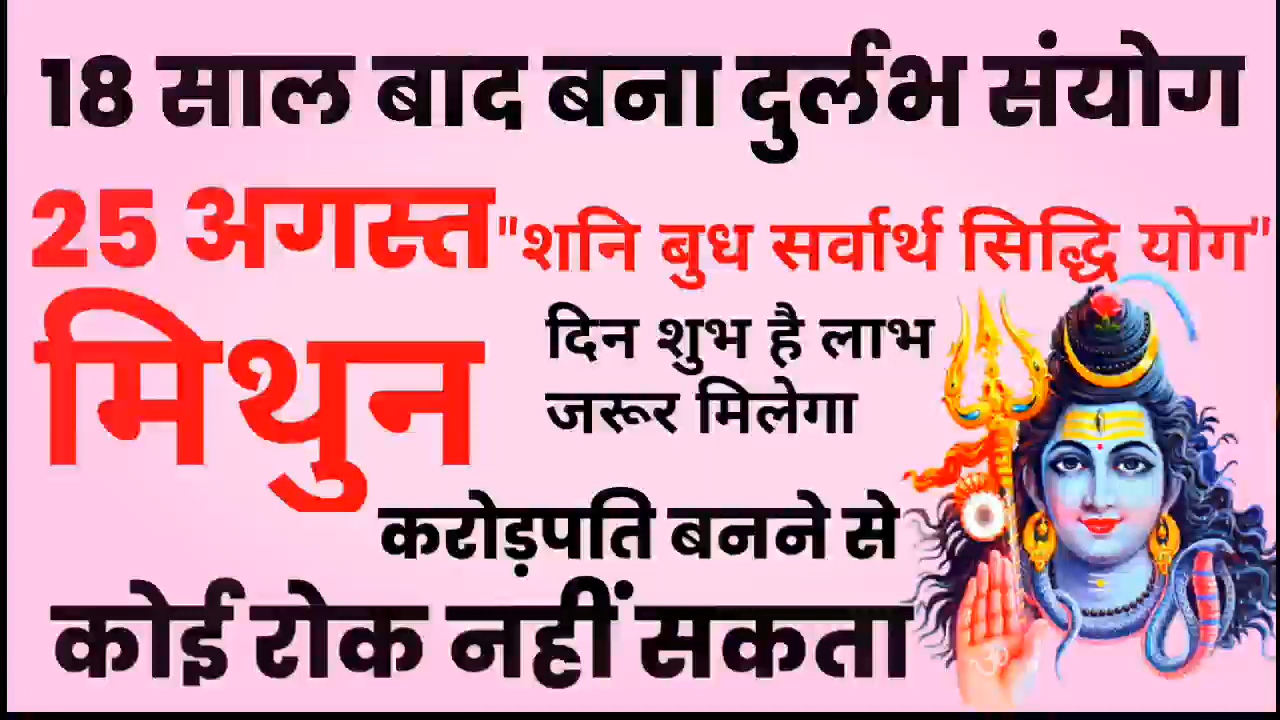 18 साल बाद बना दुर्लभ संयोग
25 अगस्त "शनि बुध सर्वार्थ सिद्धि योग"
मिथुन
दिन शुभ है लाभ
जरूर मिलेगा
करोड़पति बनने से
कोई रोक नहीं सकता
ॐ